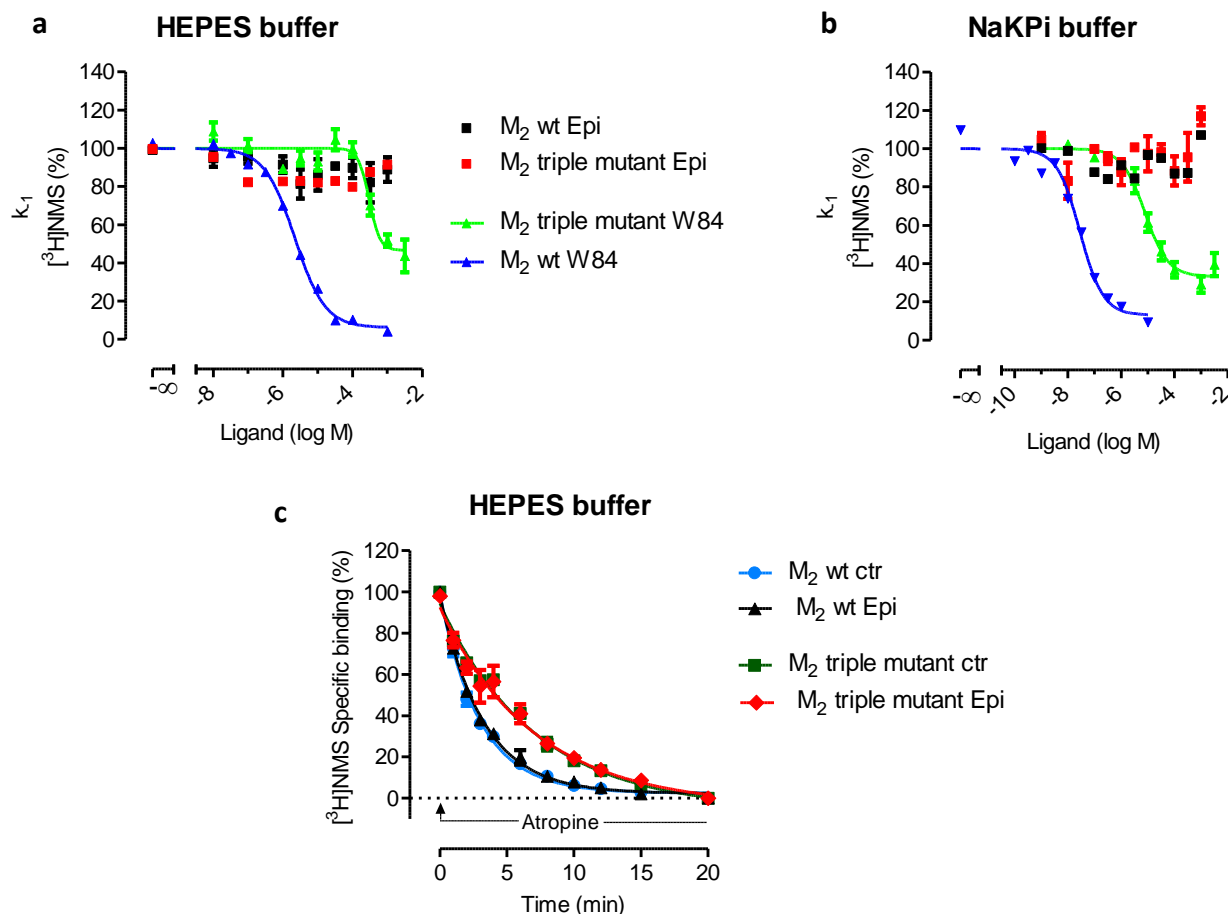 a
HEPES buffer
k-1
[³H]NMS (%)
140
120
100
80
60
40
20
0
-∞
-8
-6
-4
-2
Ligand (log M)
M₂ wt Epi
M₂ triple mutant Epi
M₂ triple mutant W84
M₂ wt W84
b
NaKPi buffer
k-1
[³H]NMS (%)
140
120
100
80
60
40
20
0
-∞
-10
-8
-6
-4
-2
Ligand (log M)
c
HEPES buffer
[³H]NMS Specific binding (%)
120
100
80
60
40
20
0
Atropine
0
5
10
15
20
Time (min)
M₂ wt ctr
M₂ wt Epi
M₂ triple mutant ctr
M₂ triple mutant Epi